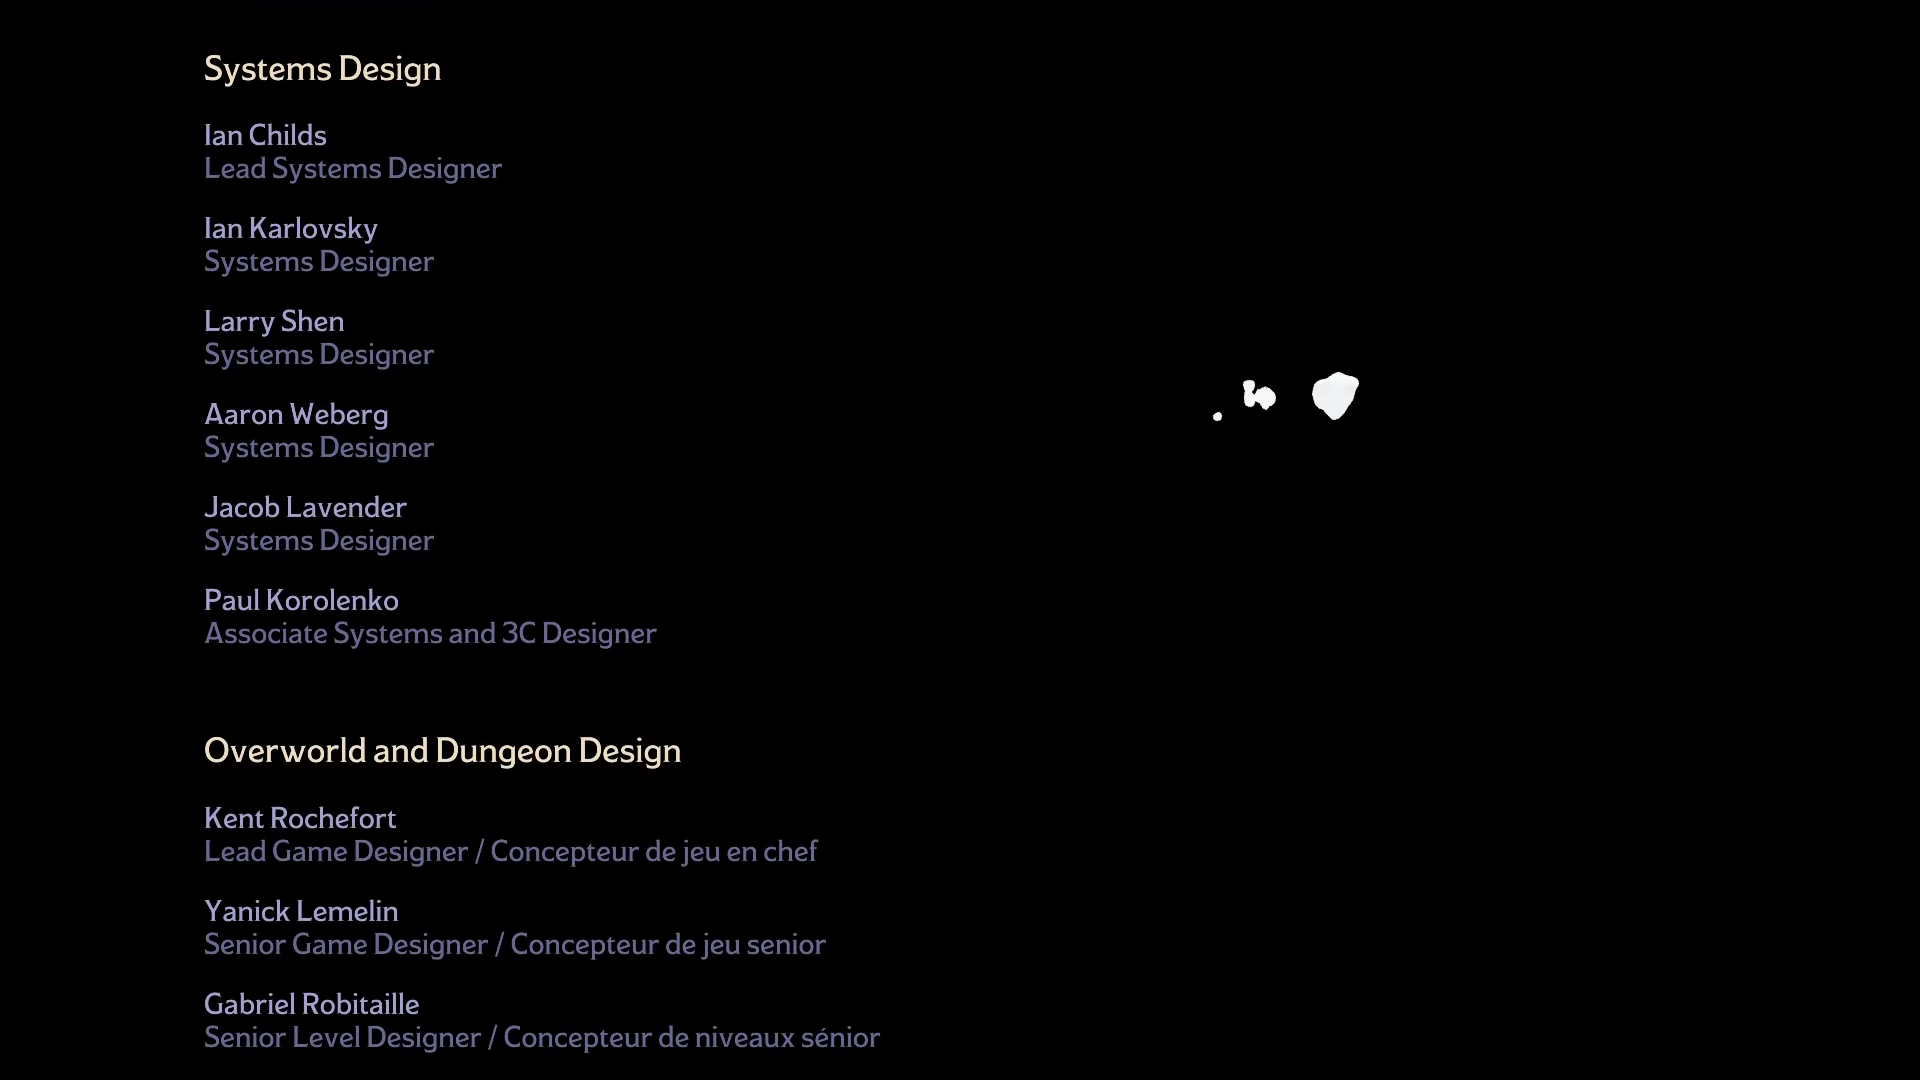 Systems Design
Ian Childs
Lead Systems Designer
Ian Karlovsky
Systems Designer
Larry Shen
Systems Designer
Aaron Weberg
Systems Designer
Jacob Lavender
Systems Designer
Paul Korolenko
Associate Systems and 3C Designer
Overworld and Dungeon Design
Kent Rochefort
Lead Game Designer / Concepteur de jeu en chef
Yanick Lemelin
Senior Game Designer / Concepteur de jeu senior
Gabriel Robitaille
Senior Level Designer / Concepteur de niveaux sénior